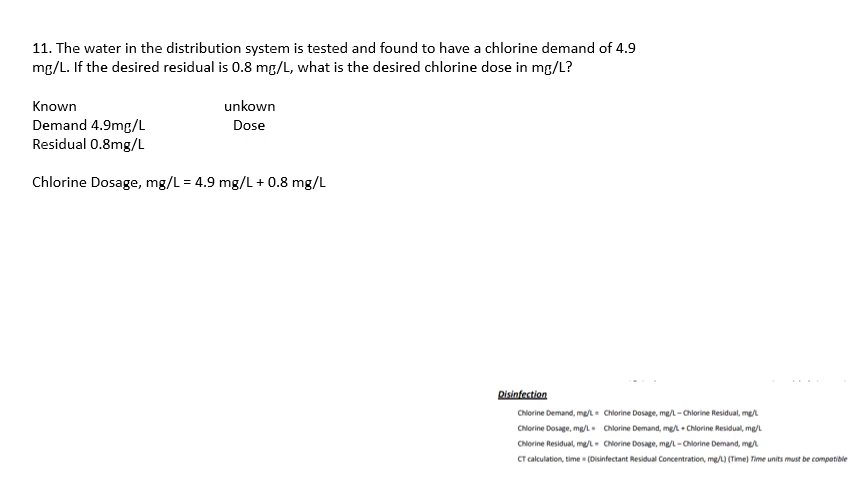 11. The water in the distribution system is tested and found to have a chlorine demand of 4.9
mg/L. If the desired residual is 0.8 mg/L, what is the desired chlorine dose in mg/L?
Known unkown
Demand 4.9mg/L Dose
Residual 0.8mg/L
Chlorine Dosage, mg/L = 4.9 mg/L + 0.8 mg/L
Disinfection
Chlorine Demand, mg/L = Chlorine Dosage, mg/L – Chlorine Residual, mg/L
Chlorine Dosage, mg/L = Chlorine Demand, mg/L + Chlorine Residual, mg/L
Chlorine Residual, mg/L = Chlorine Dosage, mg/L – Chlorine Demand, mg/L
CT calculation, time = (Disinfectant Residual Concentration, mg/L) (Time) Time units must be compatible